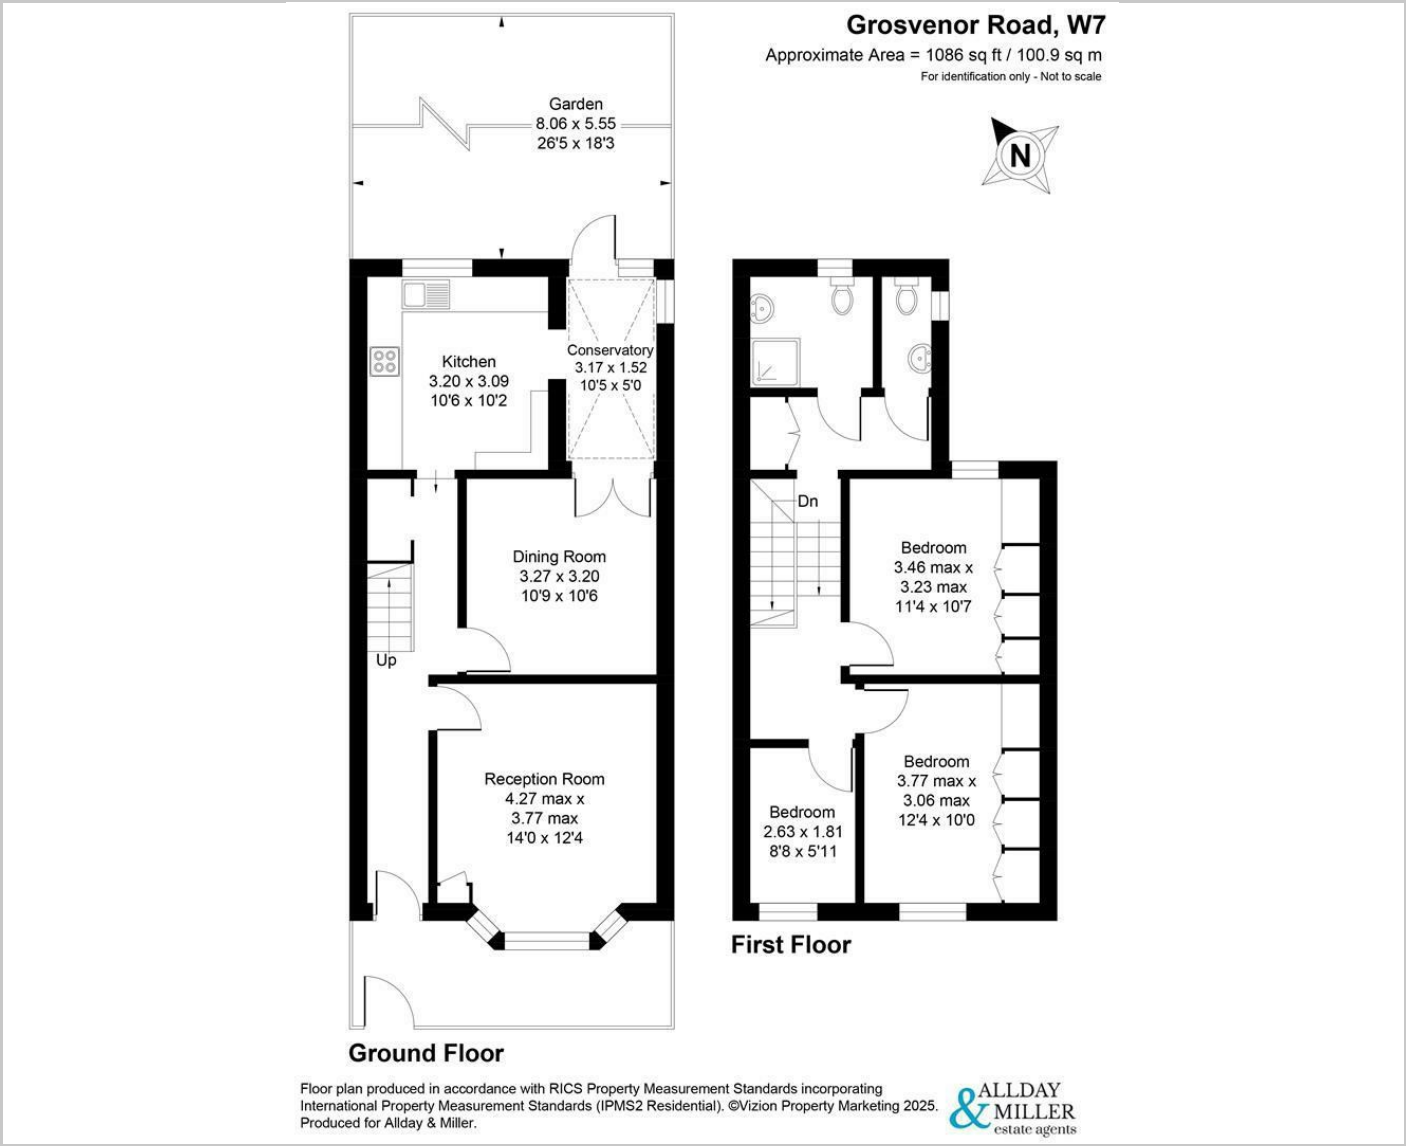 Grosvenor Road, W7
Approximate Area = 1086 sq ft / 100.9 sq m
For identification only - Not to scale
N
Garden
8.06 x 5.55
26'5 x 18'3
Kitchen
3.20 x 3.09
10'6 x 10'2
Conservatory
3.17 x 1.52
10'5 x 5'0
Dining Room
3.27 x 3.20
10'9 x 10'6
Up
Reception Room
4.27 max x
3.77 max
14'0 x 12'4
Ground Floor
Dn
Bedroom
3.46 max x
3.23 max
11'4 x 10'7
Bedroom
3.77 max x
3.06 max
12'4 x 10'0
Bedroom
2.63 x 1.81
8'8 x 5'11
First Floor
Floor plan produced in accordance with RICS Property Measurement Standards incorporating
International Property Measurement Standards (IPMS2 Residential). ©Vizion Property Marketing 2025.
Produced for Allday & Miller.
ALLDAY
& MILLER
estate agents